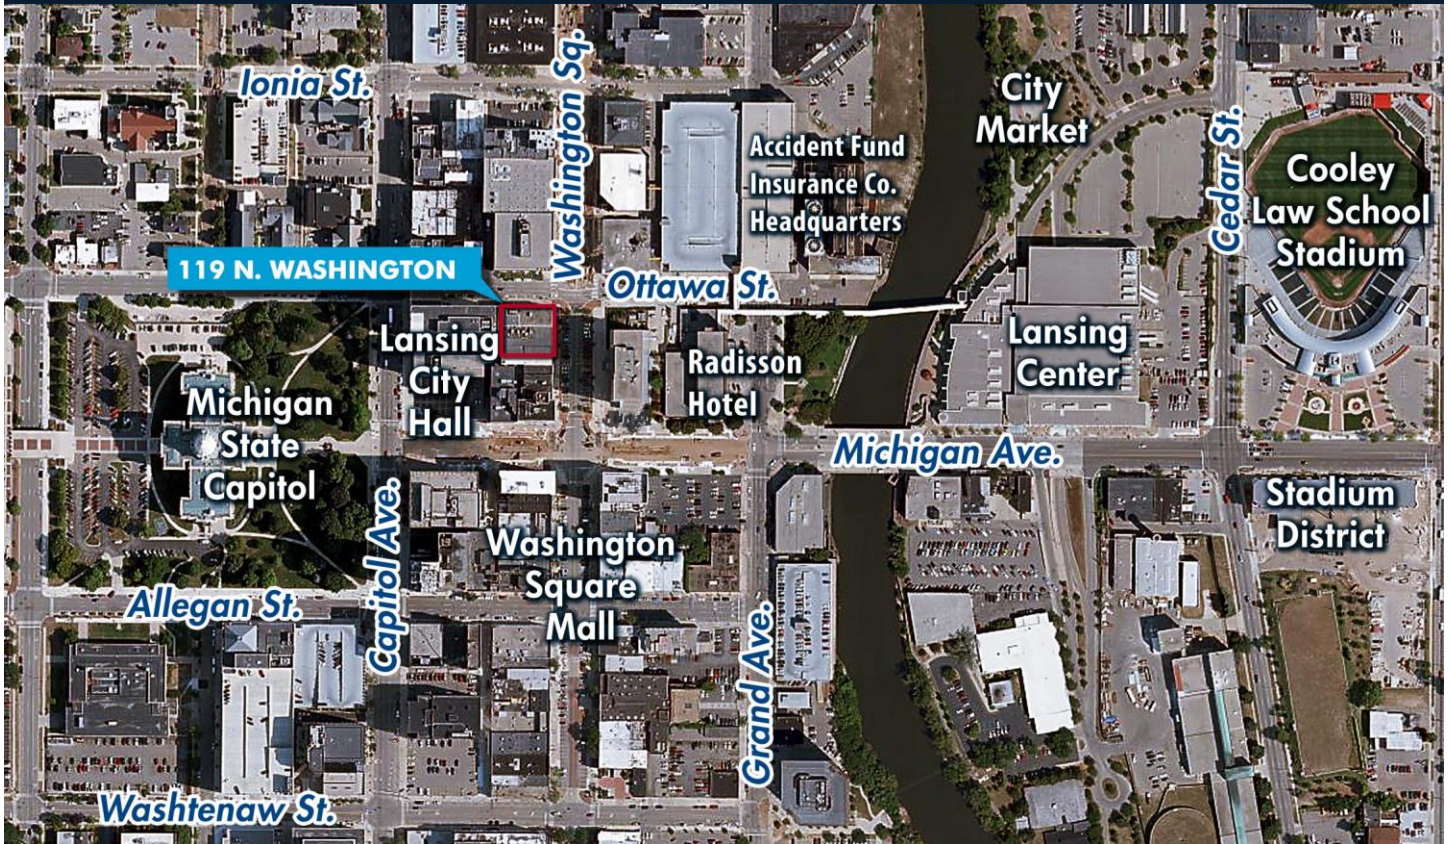 Ionia St.
Washington Sq.
City
Market
Accident Fund
Insurance Co.
Headquarters
Cedar St.
Cooley
Law School
Stadium
119 N. WASHINGTON
Ottawa St.
Lansing
City
Hall
Radisson
Hotel
Lansing
Center
Michigan
State
Capitol
Michigan Ave.
Capitol Ave.
Washington
Square
Mall
Stadium
District
Allegan St.
Grand Ave.
Washtenaw St.